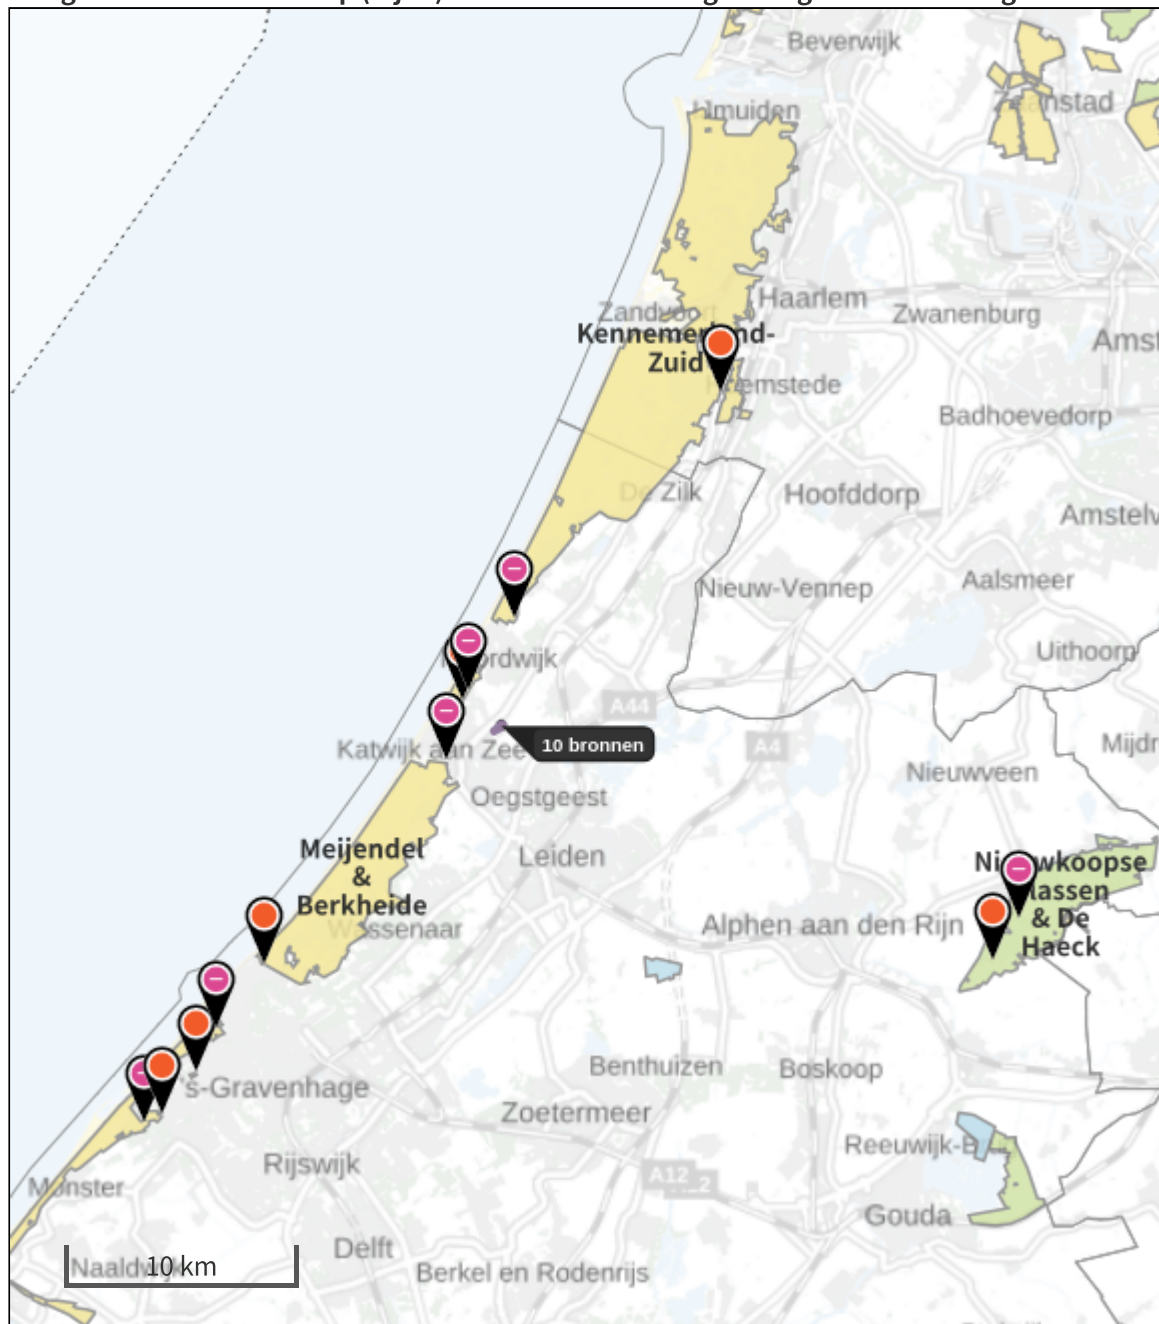 Beverwijk
IJmuiden
Zaanstad
Haarlem
Zandvoort
Zwanenburg
Kennemerland-
Zuid
Heemstede
Badhoevedorp
De Zilk
Hoofddorp
Nieuw-Vennep
Aalsmeer
Noordwijk
Uithoorn
A44
Katwijk aan Zee
10 bronnen
A4
Nieuwveen
Oegstgeest
Meijendel
&
Berkheide
Leiden
Nieuwkoopse
Plassen
& De
Haeck
Wassenaar
Alphen aan den Rijn
Benthuizen
Boskoop
's-Gravenhage
Zoetermeer
Rijswijk
A12
Monster
Gouda
Delft
Naaldwijk
10 km
Berkel en Rodenrijs